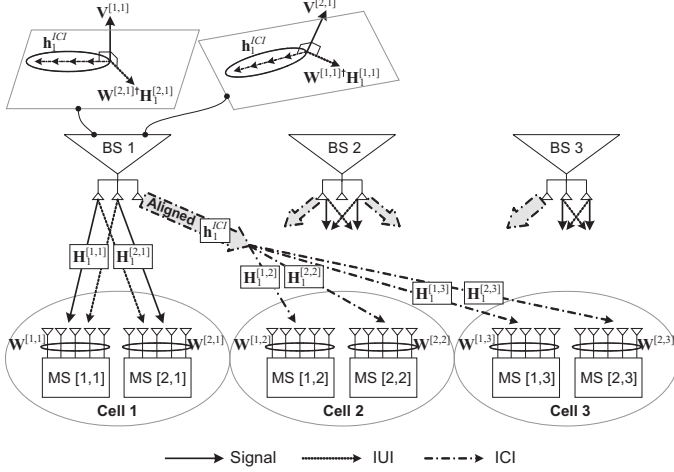 V^{[1,1]}
h_1^{ICI}
W^{[2,1]†}H_1^{[2,1]}
V^{[1,1]}
h_1^{ICI}
W^{[1,1]†}H_1^{[1,1]}
BS 1
BS 2
BS 3
Aligned
h_1^{ICI}
H_1^{[1,1]}
H_1^{[2,1]}
H_1^{[1,2]}
H_1^{[2,2]}
H_1^{[1,3]}
H_1^{[2,3]}
W^{[1,1]}
W^{[2,1]}
W^{[1,2]}
W^{[2,2]}
W^{[1,3]}
W^{[2,3]}
MS [1,1]
MS [2,1]
MS [1,2]
MS [2,2]
MS [1,3]
MS [2,3]
Cell 1
Cell 2
Cell 3
Signal
IUI
ICI